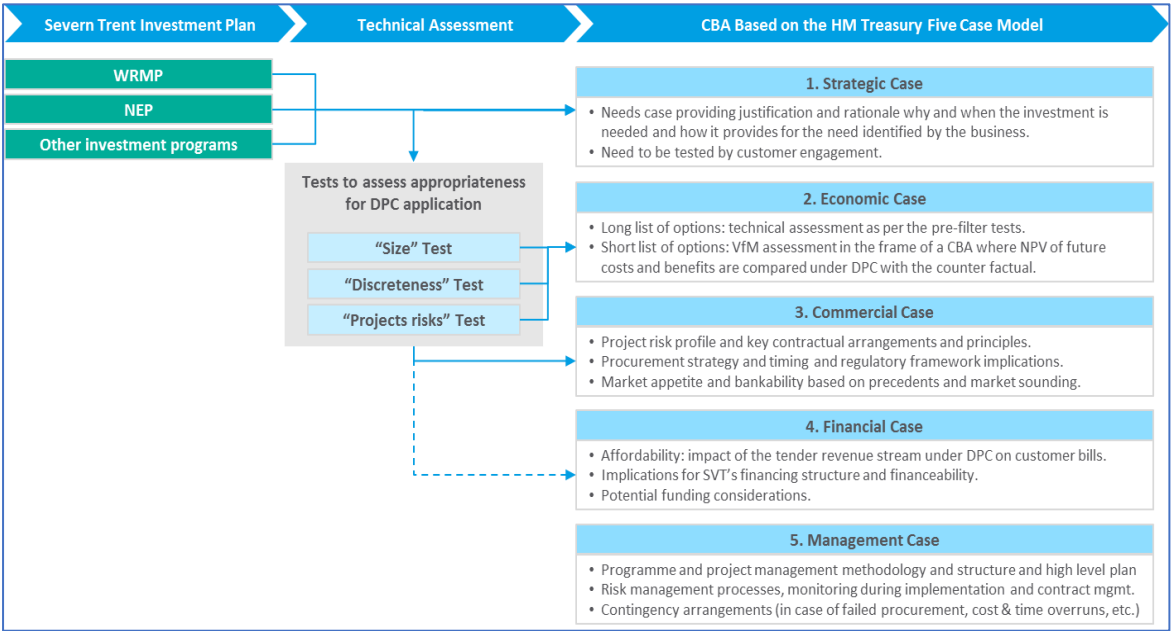 Severn Trent Investment Plan
Technical Assessment
CBA Based on the HM Treasury Five Case Model
WRMP
NEP
Other investment programs
Tests to assess appropriateness
for DPC application
“Size” Test
“Discreteness” Test
“Projects risks” Test
1. Strategic Case
• Needs case providing justification and rationale why and when the investment is
needed and how it provides for the need identified by the business.
• Need to be tested by customer engagement.
2. Economic Case
• Long list of options: technical assessment as per the pre-filter tests.
• Short list of options: VfM assessment in the frame of a CBA where NPV of future
costs and benefits are compared under DPC with the counter factual.
3. Commercial Case
• Project risk profile and key contractual arrangements and principles.
• Procurement strategy and timing and regulatory framework implications.
• Market appetite and bankability based on precedents and market sounding.
4. Financial Case
• Affordability: impact of the tender revenue stream under DPC on customer bills.
• Implications for SVT’s financing structure and financeability.
• Potential funding considerations.
5. Management Case
• Programme and project management methodology and structure and high level plan
• Risk management processes, monitoring during implementation and contract mgmt.
• Contingency arrangements (in case of failed procurement, cost & time overruns, etc.)